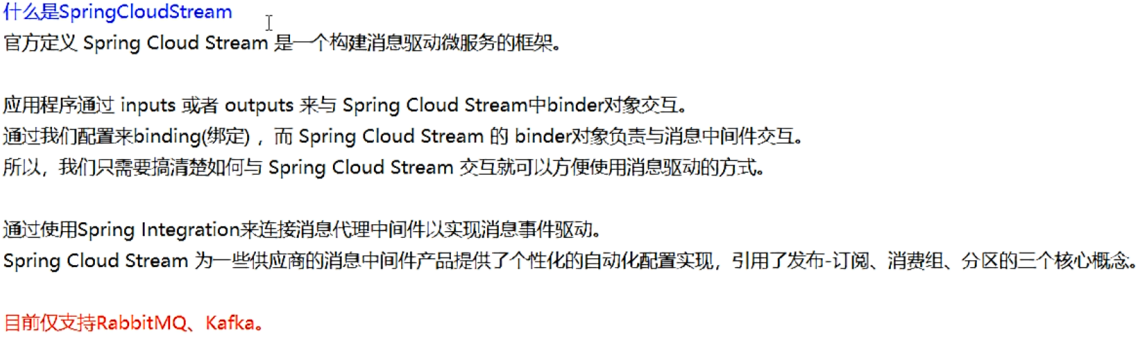 什么是SpringCloudStream
官方定义 Spring Cloud Stream 是一个构建消息驱动微服务的框架。
应用程序通过 inputs 或者 outputs 来与 Spring Cloud Stream中binder对象交互。
通过我们配置来binding(绑定) ，而 Spring Cloud Stream 的 binder对象负责与消息中间件交互。
所以，我们只需要搞清楚如何与 Spring Cloud Stream 交互就可以方便使用消息驱动的方式。
通过使用Spring Integration来连接消息代理中间件以实现消息事件驱动。
Spring Cloud Stream 为一些供应商的消息中间件产品提供了个性化的自动化配置实现，引用了发布-订阅、消费组、分区的三个核心概念。
目前仅支持RabbitMQ、Kafka。